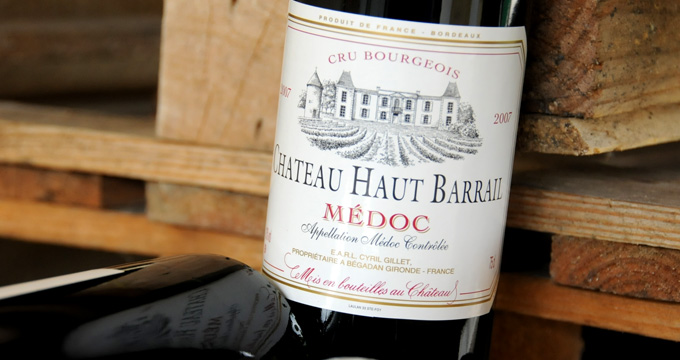 PRODUIT DE FRANCE - BORDEAUX
CRU BOURGEOIS
2007 2007
CHATEAU HAUT BARRAIL
MÉDOC
Appellation Médoc Contrôlée
E.A.R.L. CYRIL GILLET,
PROPRIÉTAIRE A BÉGADAN GIRONDE - FRANCE
Mis en bouteilles au Château